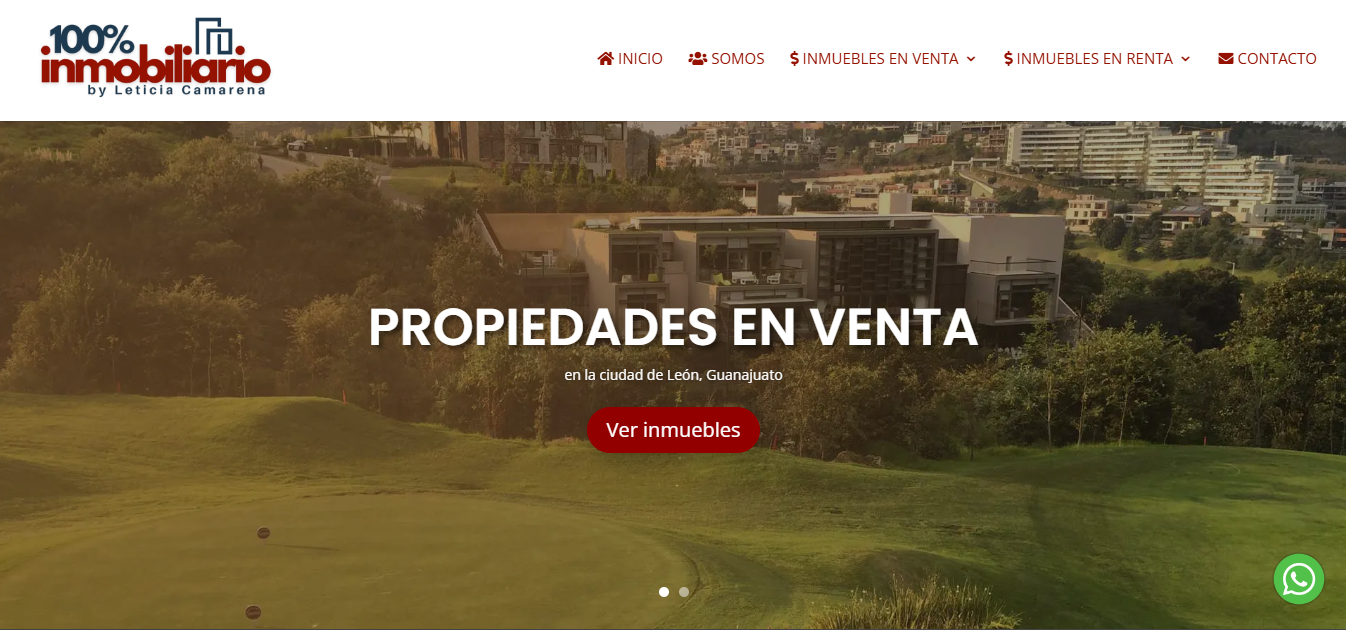 100%
inmobiliario
by Leticia Camarena
INICIO SOMOS $ INMUEBLES EN VENTA $ INMUEBLES EN RENTA CONTACTO
PROPIEDADES EN VENTA
en la ciudad de León, Guanajuato
Ver inmuebles